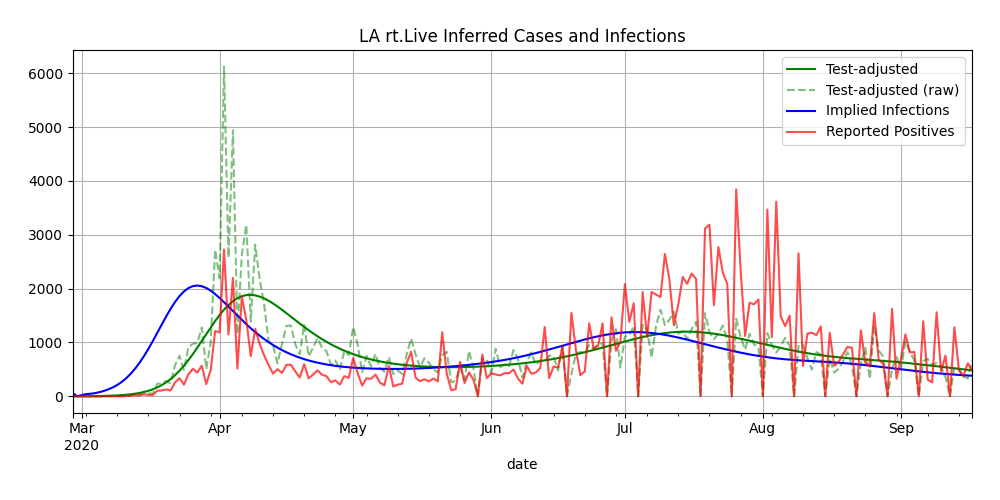 LA rt.Live Inferred Cases and Infections
Test-adjusted
Test-adjusted (raw)
Implied Infections
Reported Positives
6000
5000
4000
3000
2000
1000
0
Mar Apr May Jun Jul Aug Sep
2020
date